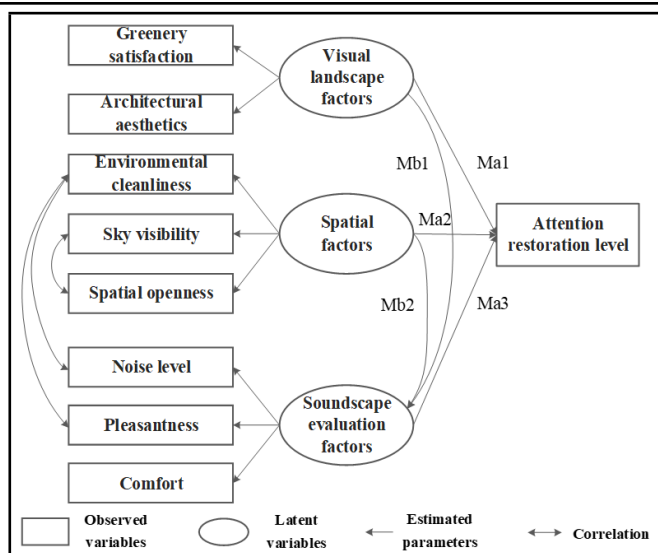 Greenery
satisfaction
Architectural
aesthetics
Environmental
cleanliness
Sky visibility
Spatial openness
Noise level
Pleasantness
Comfort
Visual
landscape
factors
Spatial
factors
Soundscape
evaluation
factors
Mb1
Ma1
Ma2
Mb2
Ma3
Attention
restoration level
Observed
variables
Latent
variables
Estimated
parameters
Correlation